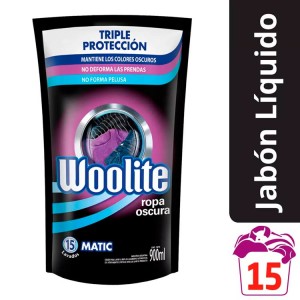 TRIPLE
PROTECCIÓN
MANTIENE LOS COLORES OSCUROS
NO DEFORMA LAS PRENDAS
NO FORMA PELUSA
Woolite
ropa
oscura
15
Lavados
MATIC
900ml
Jabón Líquido
15